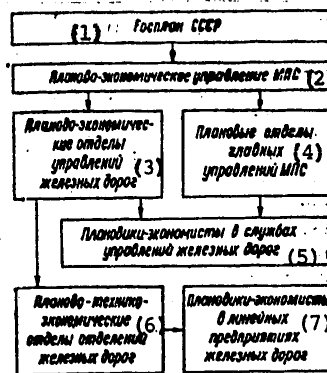 (1) Госплан СССР
Планово-экономическое управление МПС (2
Планово-экономичес-
кие отделы
управлений
железных дорог (3)
Плановые отделы
главных (4)
управлений МПС
Плановики-экономисты в службах
управлений железных дорог (5)
Планово-технико-
экономические
отделы отделений (6)
железных дорог
Плановики-экономисты
в линейных
предприятиях (7)
железных дорог